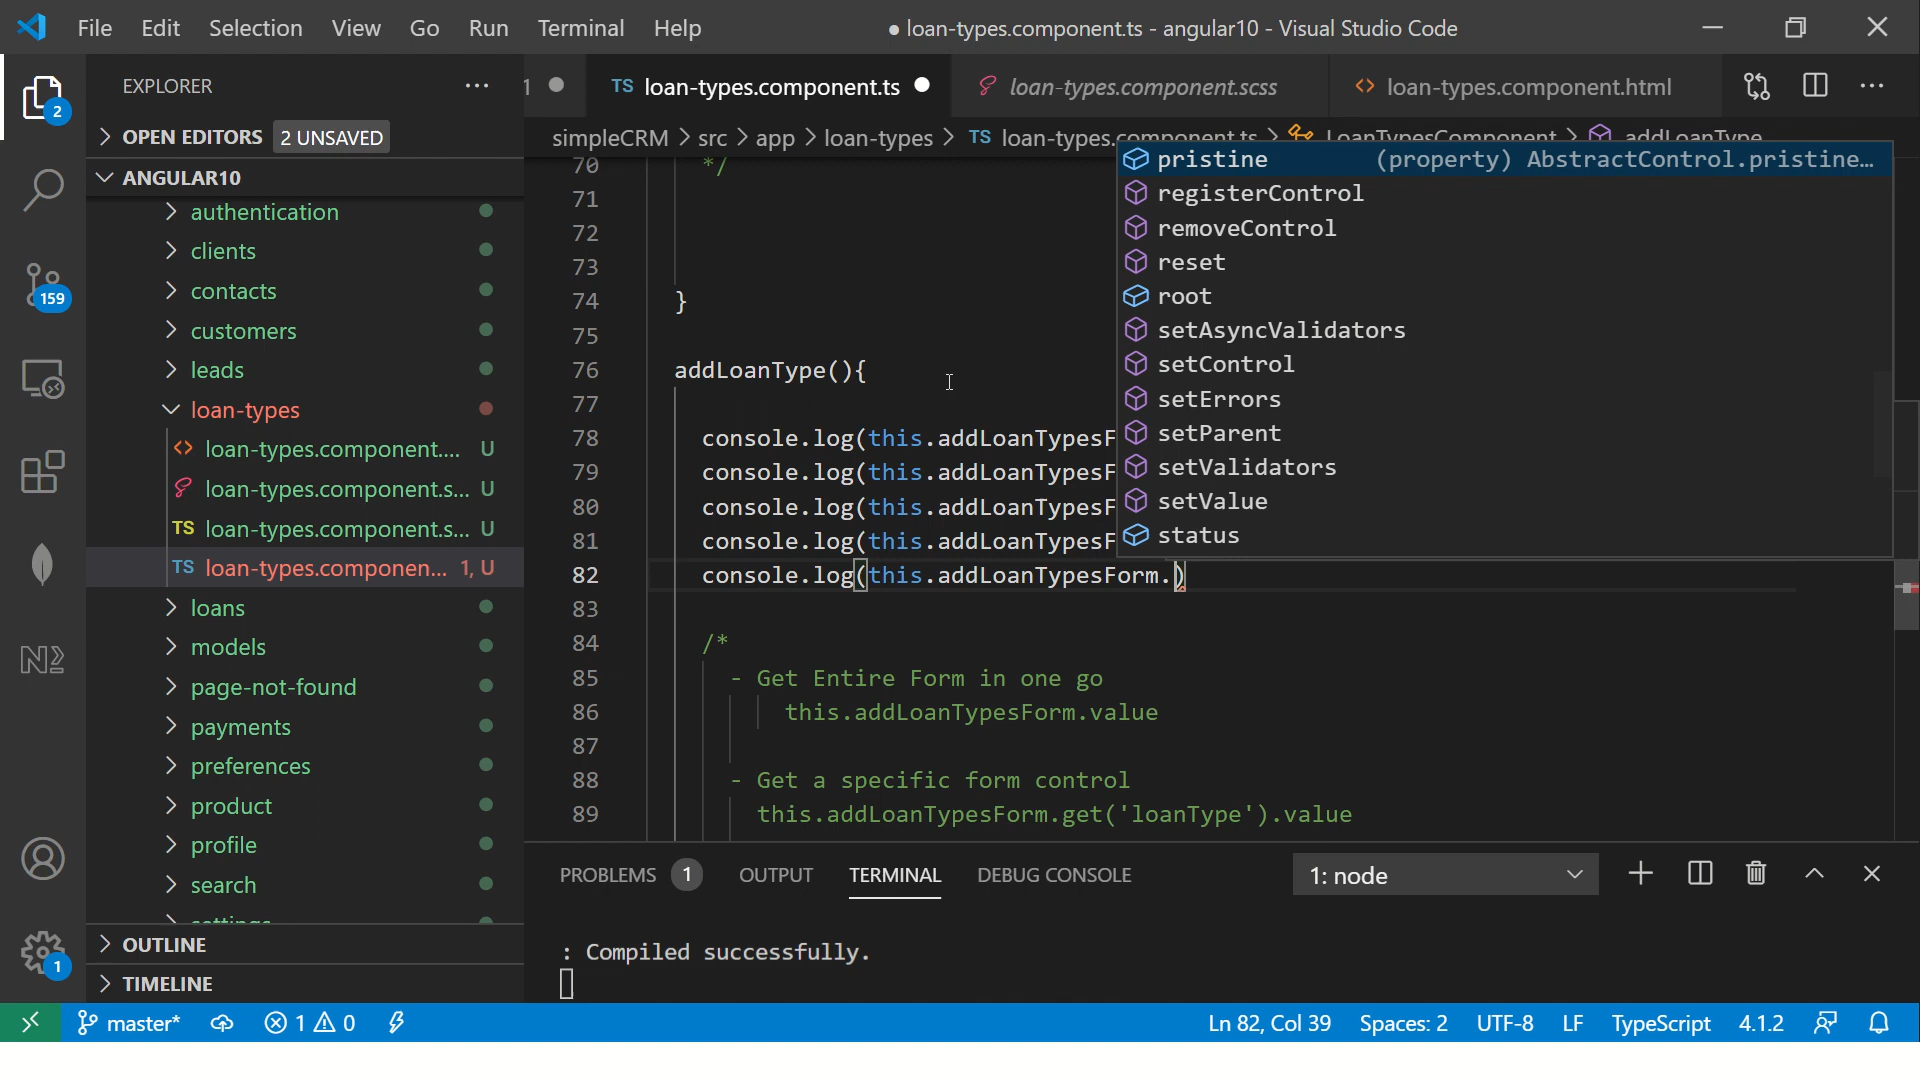 File Edit Selection View Go Run Terminal Help
● loan-types.component.ts - angular10 - Visual Studio Code
EXPLORER ...
1 ● TS loan-types.component.ts ● loan-types.component.scss <> loan-types.component.html ...
> OPEN EDITORS 2 UNSAVED
simpleCRM > src > app > loan-types > TS loan-types.component.ts > LoanTypesComponent > addLoanType
ANGULAR10
authentication
clients
contacts
customers
leads
loan-types
<> loan-types.component.... U
loan-types.component.s... U
TS loan-types.component.s... U
TS loan-types.componen... 1, U
loans
models
page-not-found
payments
preferences
product
profile
search
settings
OUTLINE
TIMELINE
2
159
1
70 */
71
72
73
74 }
75
76 addLoanType(){
77
78 console.log(this.addLoanTypesF
79 console.log(this.addLoanTypesF
80 console.log(this.addLoanTypesF
81 console.log(this.addLoanTypesF
82 console.log(this.addLoanTypesForm.)
83
84 /*
85 - Get Entire Form in one go
86 this.addLoanTypesForm.value
87
88 - Get a specific form control
89 this.addLoanTypesForm.get('loanType').value
pristine (property) AbstractControl.pristine...
registerControl
removeControl
reset
root
setAsyncValidators
setControl
setErrors
setParent
setValidators
setValue
status
PROBLEMS 1 OUTPUT TERMINAL DEBUG CONSOLE 1: node
: Compiled successfully.
master* 1 0 Ln 82, Col 39 Spaces: 2 UTF-8 LF TypeScript 4.1.2